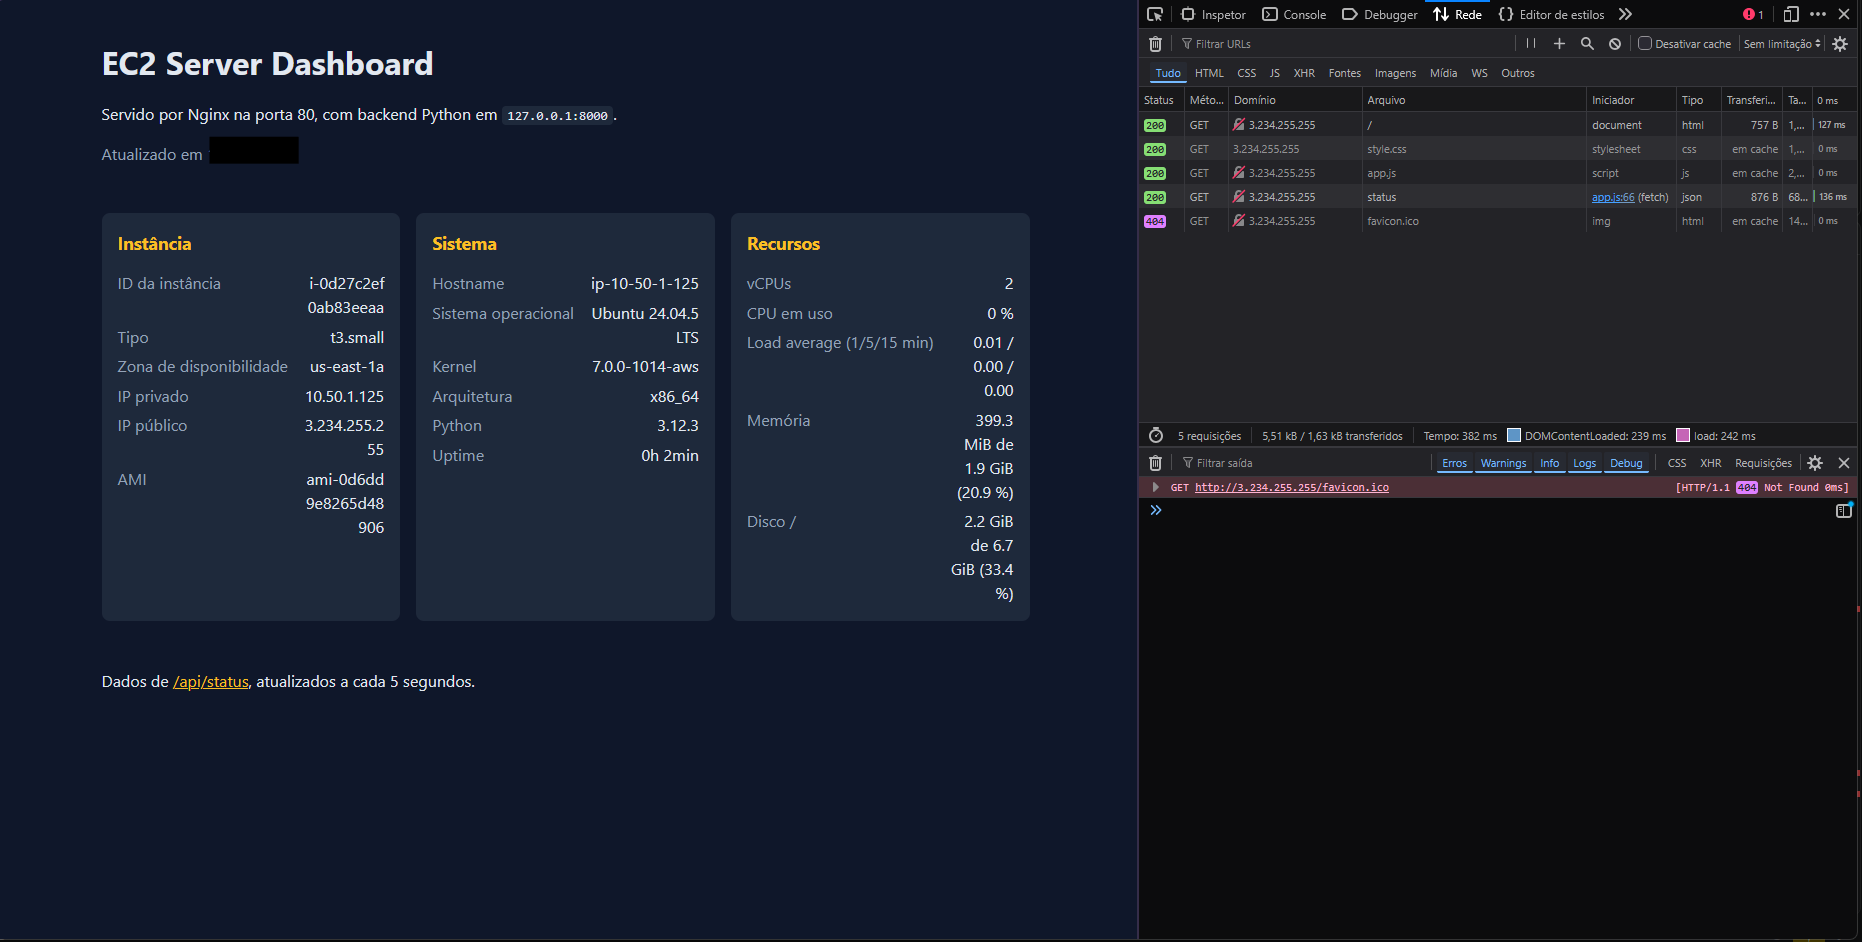 EC2 Server Dashboard
Servido por Nginx na porta 80, com backend Python em 127.0.0.1:8000.
Atualizado em
Instância
ID da instância i-0d27c2ef
0ab83eeaa
Tipo t3.small
Zona de disponibilidade us-east-1a
IP privado 10.50.1.125
IP público 3.234.255.2
55
AMI ami-0d6dd
9e8265d48
906
Sistema
Hostname ip-10-50-1-125
Sistema operacional Ubuntu 24.04.5
LTS
Kernel 7.0.0-1014-aws
Arquitetura x86_64
Python 3.12.3
Uptime 0h 2min
Recursos
vCPUs 2
CPU em uso 0 %
Load average (1/5/15 min) 0.01 /
0.00 /
0.00
Memória 399.3
MiB de
1.9 GiB
(20.9 %)
Disco / 2.2 GiB
de 6.7
GiB (33.4
%)
Dados de /api/status, atualizados a cada 5 segundos.
Inspetor Console Debugger Rede Editor de estilos 1
Filtrar URLs Desativar cache Sem limitação
Tudo HTML CSS JS XHR Fontes Imagens Mídia WS Outros
Status Méto... Domínio Arquivo Iniciador Tipo Transferi... Ta... 0 ms
200 GET 3.234.255.255 / document html 757 B 1,... 127 ms
200 GET 3.234.255.255 style.css stylesheet css em cache 1,... 0 ms
200 GET 3.234.255.255 app.js script js em cache 2,... 0 ms
200 GET 3.234.255.255 status app.js:66 (fetch) json 876 B 68... 136 ms
404 GET 3.234.255.255 favicon.ico img html em cache 14... 0 ms
5 requisições 5,51 kB / 1,63 kB transferidos Tempo: 382 ms DOMContentLoaded: 239 ms load: 242 ms
Filtrar saída Erros Warnings Info Logs Debug CSS XHR Requisições
GET http://3.234.255.255/favicon.ico [HTTP/1.1 404 Not Found 0ms]